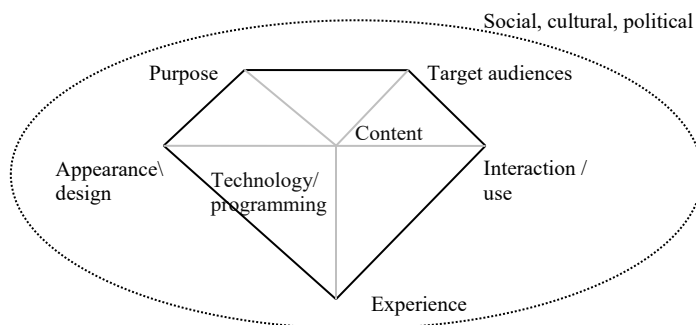 Social, cultural, political
Purpose
Target audiences
Content
Appearance\
design
Technology/
programming
Interaction /
use
Experience